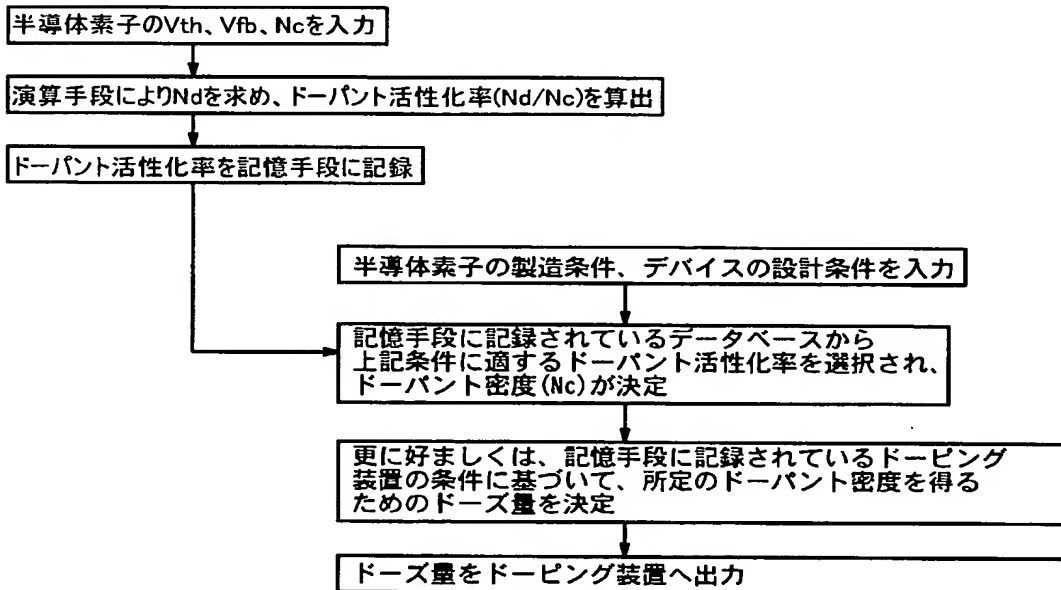 半導体素子のVth、Vfb、Ncを入力
演算手段によりNdを求め、ドーパント活性化率(Nd/Nc)を算出
ドーパント活性化率を記憶手段に記録
半導体素子の製造条件、デバイスの設計条件を入力
記憶手段に記録されているデータベースから
上記条件に適するドーパント活性化率を選択され、
ドーパント密度(Nc)が決定
更に好ましくは、記憶手段に記録されているドーピング
装置の条件に基づいて、所定のドーパント密度を得る
ためのドーズ量を決定
ドーズ量をドーピング装置へ出力